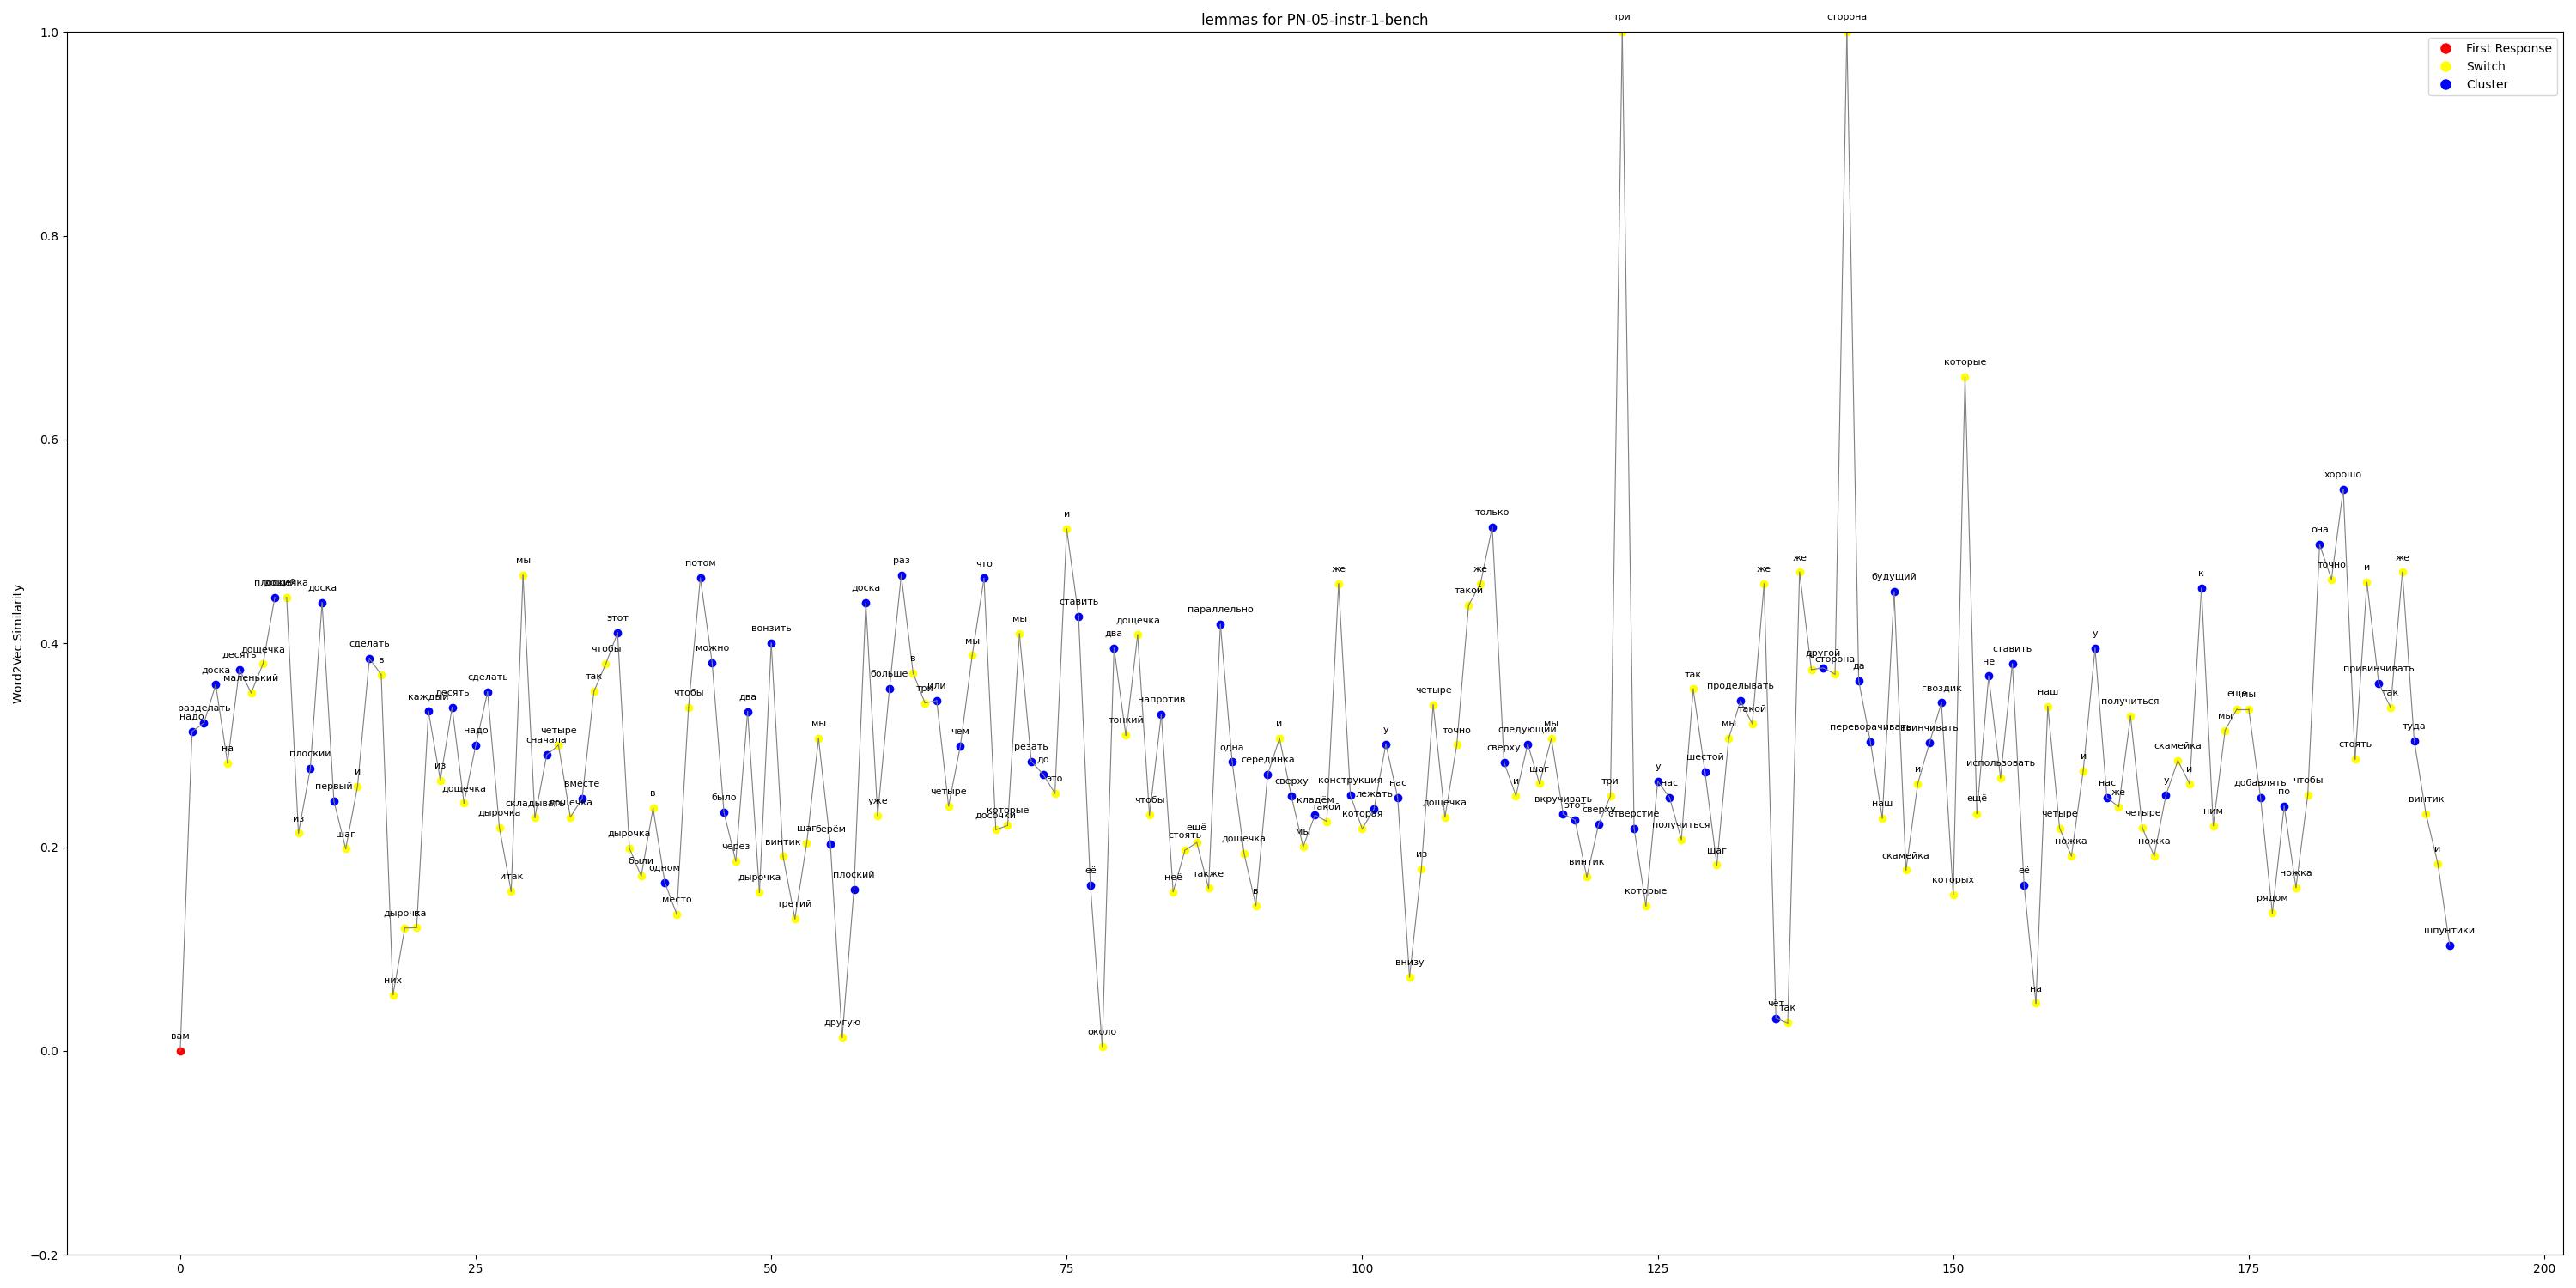 lemmas for PN-05-instr-1-bench
Word2Vec Similarity
1.0
0.8
0.6
0.4
0.2
0.0
−0.2
0
25
50
75
100
125
150
175
200
First Response
Switch
Cluster
вам
надо
разделать
доска
на
десять
маленький
дощечка
плоский
дощечка
из
плоский
доска
первый
шаг
и
сделать
в
них
дырочка
каждый
из
десять
дощечка
надо
сделать
дырочка
итак
мы
складывать
сначала
четыре
дощечка
вместе
так
чтобы
этот
дырочка
были
в
одном
место
чтобы
потом
можно
было
через
два
дырочка
вонзить
винтик
третий
шаг
мы
берём
другую
плоский
доска
уже
больше
раз
в
три
или
четыре
чем
мы
что
досочки
которые
мы
резать
до
это
и
ставить
её
около
два
тонкий
дощечка
чтобы
напротив
неё
стоять
ещё
также
параллельно
одна
дощечка
в
серединка
и
сверху
мы
кладём
такой
же
конструкция
которая
лежать
у
нас
внизу
из
четыре
дощечка
точно
такой
же
только
сверху
и
следующий
шаг
мы
вкручивать
этот
сверху
винтик
три
три
отверстие
которые
у
нас
получиться
так
шестой
шаг
мы
проделывать
такой
же
чёт
так
же
другой
сторона
сторона
да
переворачивать
наш
будущий
скамейка
и
ввинчивать
гвоздик
которых
которые
ещё
не
использовать
ставить
её
на
наш
четыре
ножка
и
у
нас
же
получиться
четыре
ножка
у
скамейка
и
к
ним
мы
ещё
мы
добавлять
рядом
по
ножка
чтобы
она
точно
хорошо
стоять
и
привинчивать
так
же
туда
винтик
и
шпунтики